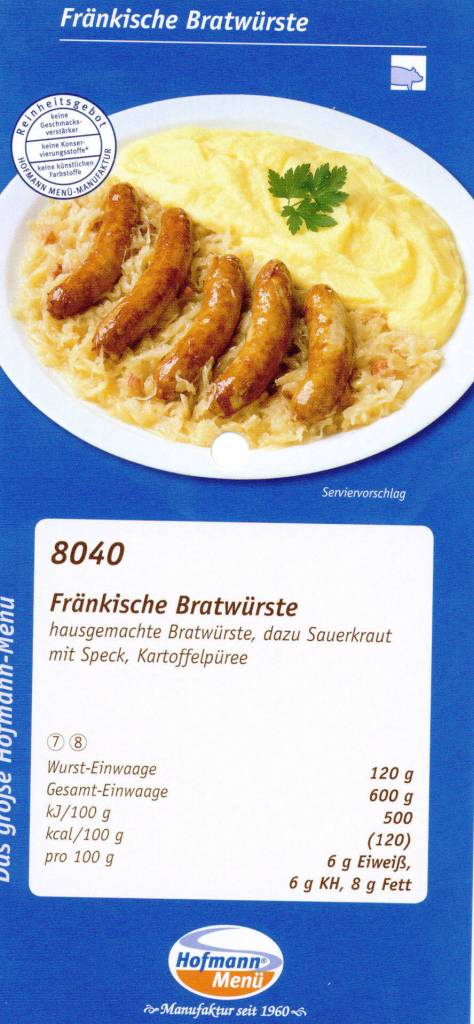 Fränkische Bratwürste
Reinheitsgebot
keine
Geschmacks-
verstärker
keine Konser-
vierungsstoffe*
keine künstlichen
Farbstoffe
HOFMANN MENÜ-MANUFAKTUR
Serviervorschlag
8040
Fränkische Bratwürste
hausgemachte Bratwürste, dazu Sauerkraut
mit Speck, Kartoffelpüree
7 8
Wurst-Einwaage 120 g
Gesamt-Einwaage 600 g
kJ/100 g 500
kcal/100 g (120)
pro 100 g 6 g Eiweiß,
6 g KH, 8 g Fett
Das große Hofmann-Menü
Hofmann®
Menü
Manufaktur seit 1960